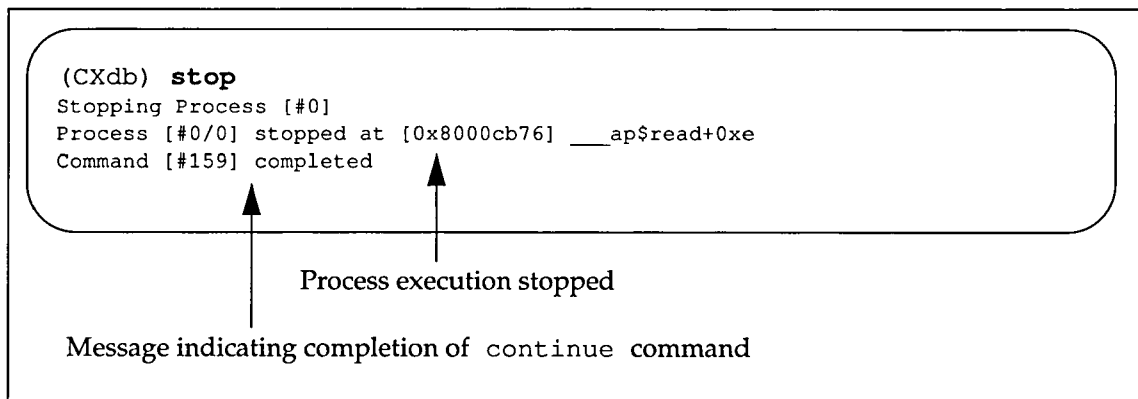 (CXdb) stop
Stopping Process [#0]
Process [#0/0] stopped at [0x8000cb76] ___ap$read+0xe
Command [#159] completed
Process execution stopped
Message indicating completion of continue command